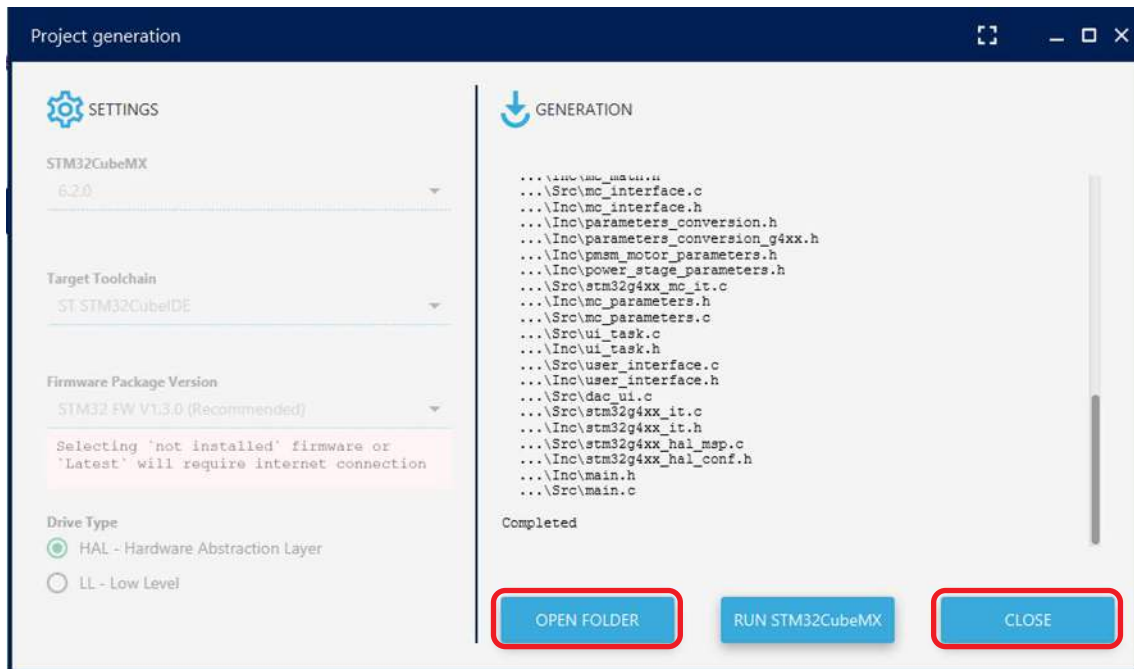 Project generation
SETTINGS
STM32CubeMX
6.2.0
Target Toolchain
ST STM32CubeIDE
Firmware Package Version
STM32 FW V1.3.0 (Recommended)
Selecting `not installed` firmware or
`Latest` will require internet connection
Drive Type
HAL - Hardware Abstraction Layer
LL - Low Level
GENERATION
...\Inc\mc_math.h
...\Src\mc_interface.c
...\Inc\mc_interface.h
...\Inc\parameters_conversion.h
...\Inc\parameters_conversion_g4xx.h
...\Inc\pmsm_motor_parameters.h
...\Inc\power_stage_parameters.h
...\Src\stm32g4xx_mc_it.c
...\Inc\mc_parameters.h
...\Src\mc_parameters.c
...\Src\ui_task.c
...\Inc\ui_task.h
...\Src\user_interface.c
...\Inc\user_interface.h
...\Src\dac_ui.c
...\Src\stm32g4xx_it.c
...\Inc\stm32g4xx_it.h
...\Src\stm32g4xx_hal_msp.c
...\Inc\stm32g4xx_hal_conf.h
...\Inc\main.h
...\Src\main.c
Completed
OPEN FOLDER
RUN STM32CubeMX
CLOSE